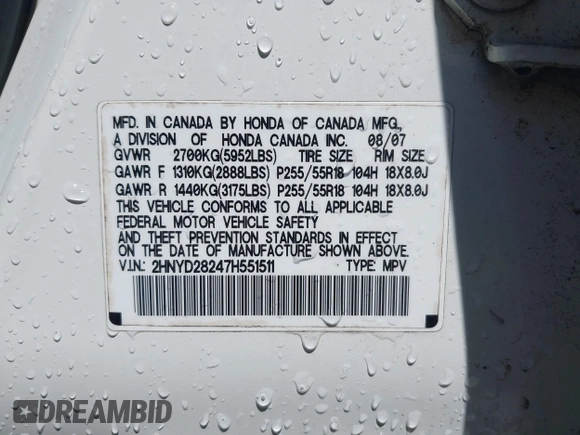 MFD. IN CANADA BY HONDA OF CANADA MFG.,
A DIVISION OF HONDA CANADA INC. 08/07
GVWR 2700KG(5952LBS) TIRE SIZE RIM SIZE
GAWR F 1310KG(2888LBS) P255/55R18 104H 18X8.0J
GAWR R 1440KG(3175LBS) P255/55R18 104H 18X8.0J
THIS VEHICLE CONFORMS TO ALL APPLICABLE
FEDERAL MOTOR VEHICLE SAFETY
AND THEFT PREVENTION STANDARDS IN EFFECT
ON THE DATE OF MANUFACTURE SHOWN ABOVE.
V.I.N.: 2HNYD28247H551511 TYPE: MPV
DREAMBID